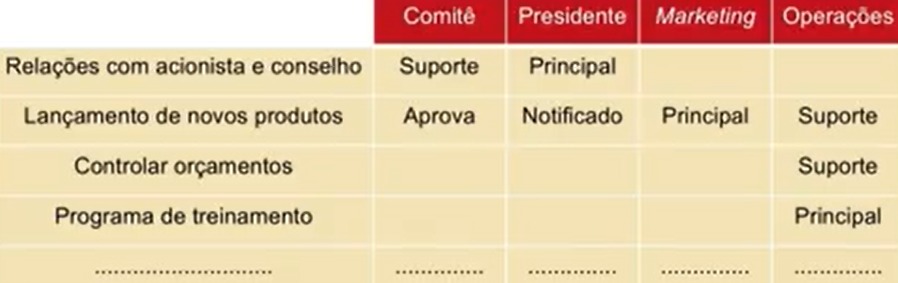 Comitê Presidente Marketing Operações
Relações com acionista e conselho Suporte Principal
Lançamento de novos produtos Aprova Notificado Principal Suporte
Controlar orçamentos Suporte
Programa de treinamento Principal
............................ .............. .............. .............. ..............